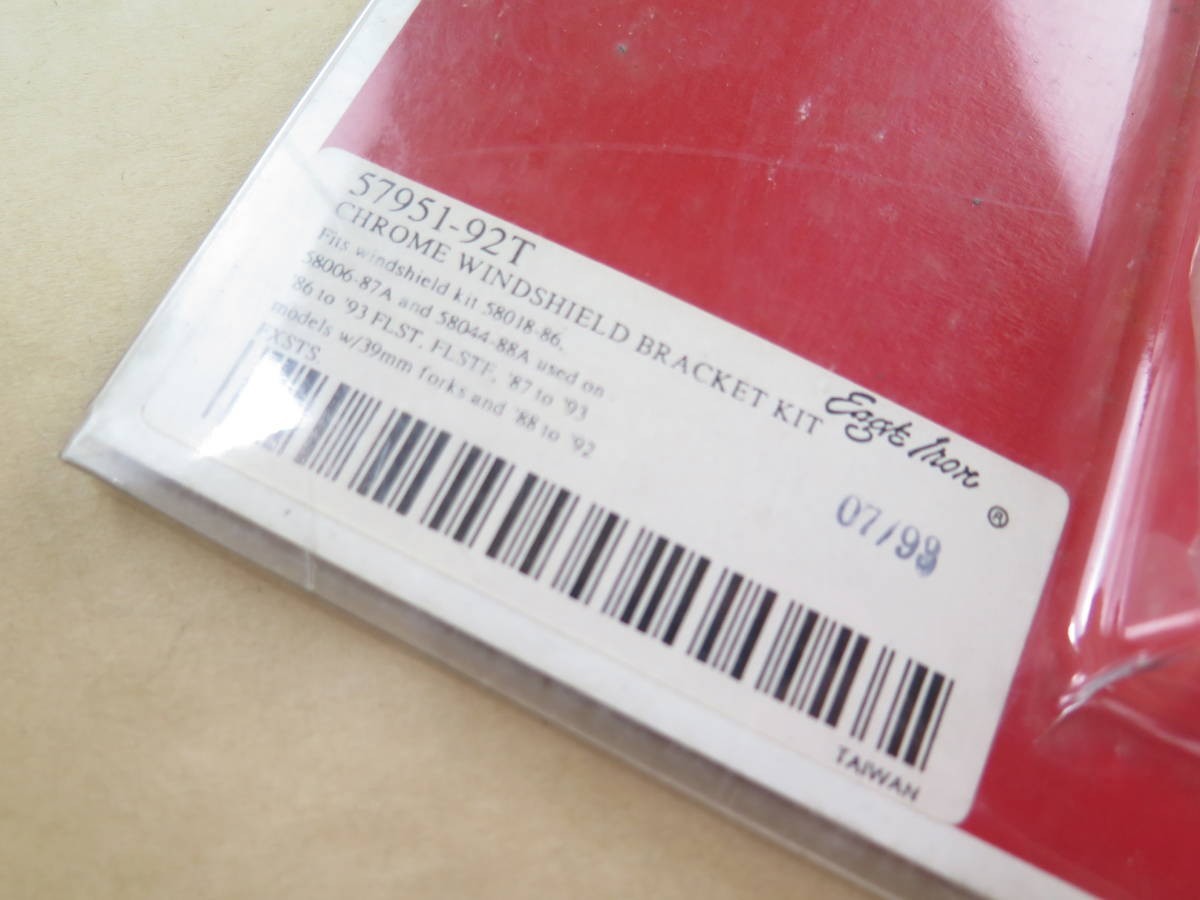 57951-92T
CHROME WINDSHIELD BRACKET KIT
Fits windshield kit 58018-86,
58006-87A and 58044-88A used on
'86 to '93 FLST, FLSTF, '87 to '93
models w/39mm forks and '88 to '92
FXSTS.
Eagle Iron ®
07/99
TAIWAN